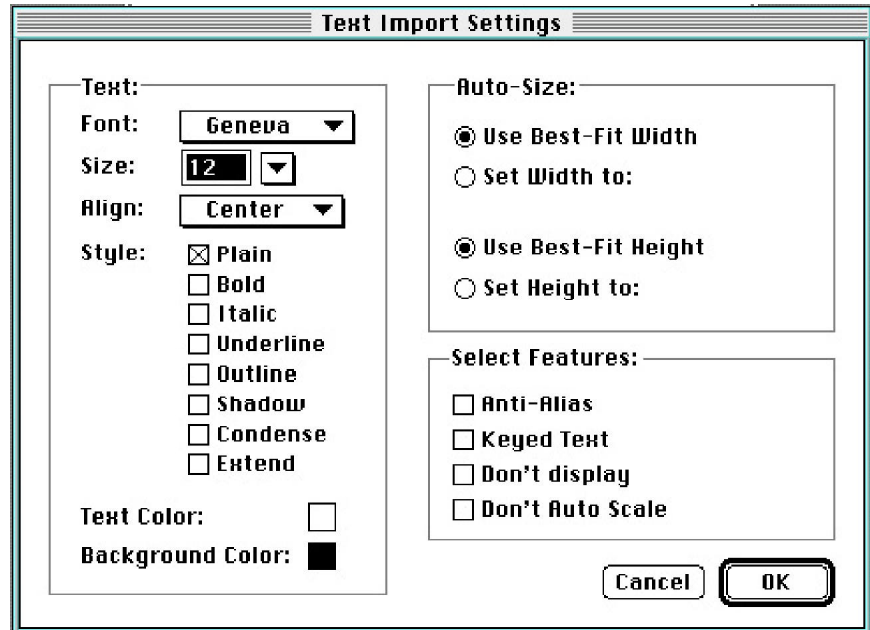 Text Import Settings
Text:
Font: Geneva
Size: 12
Align: Center
Style: Plain
Bold
Italic
Underline
Outline
Shadow
Condense
Extend
Text Color:
Background Color:
Auto-Size:
Use Best-Fit Width
Set Width to:
Use Best-Fit Height
Set Height to:
Select Features:
Anti-Alias
Keyed Text
Don't display
Don't Auto Scale
Cancel OK